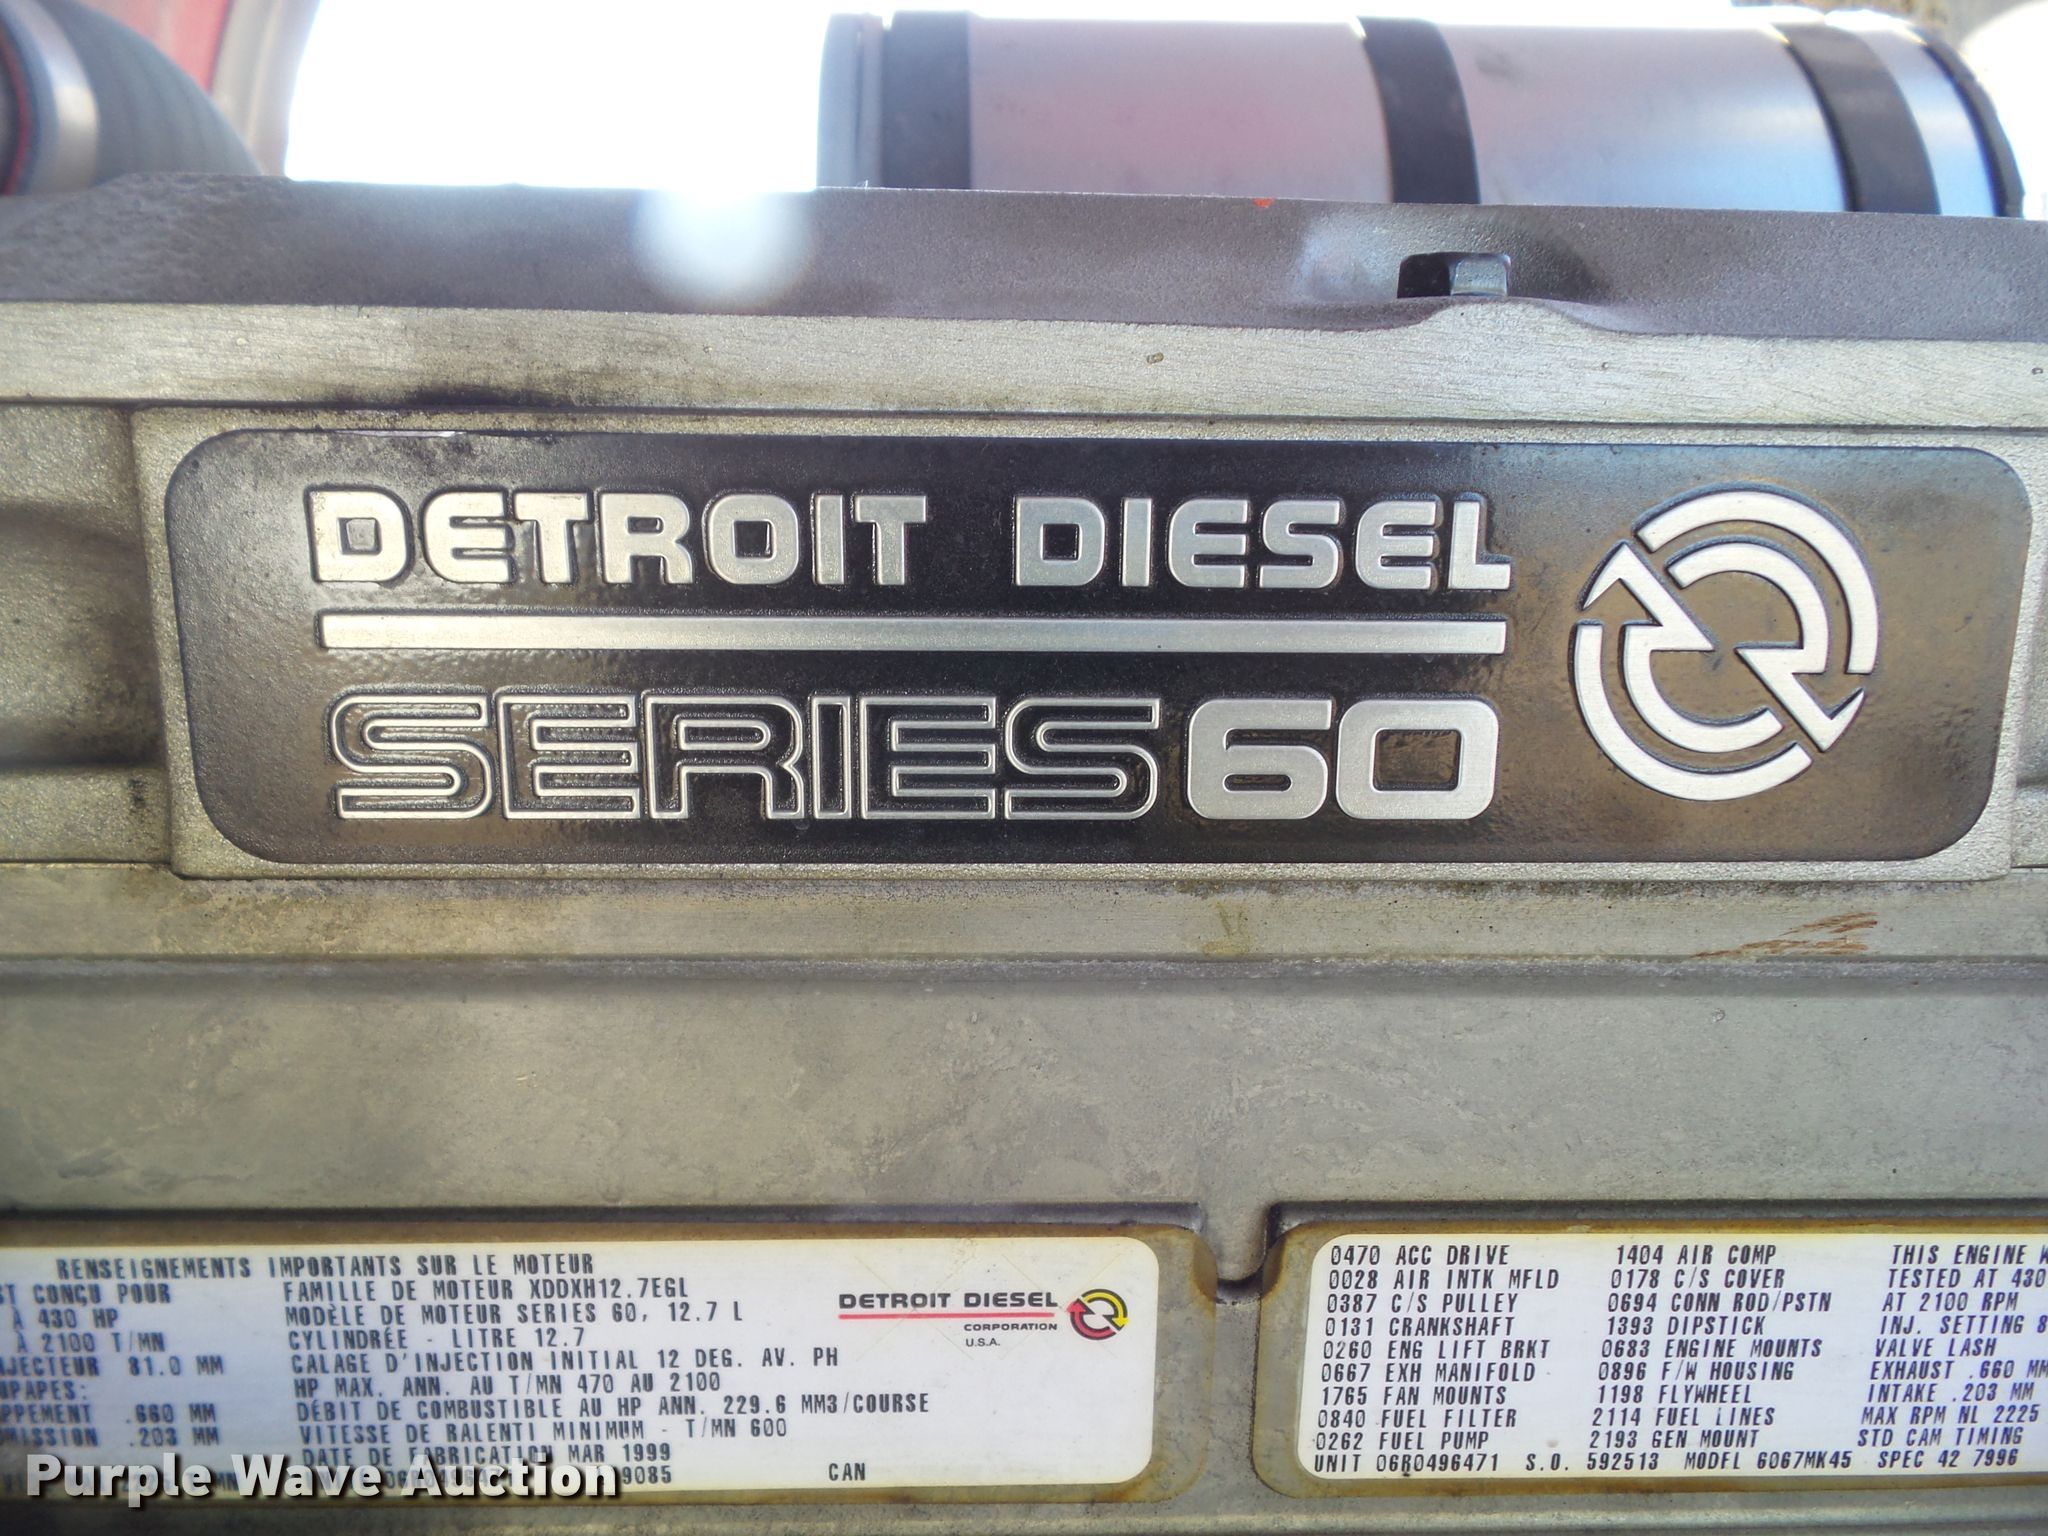 DETROIT DIESEL
SERIES 60
RENSEIGNEMENTS IMPORTANTS SUR LE MOTEUR
CONÇU POUR
À 430 HP
À 2100 T/MN
81.0 MM
.660 MM
.203 MM
FAMILLE DE MOTEUR XDDXH12.7EGL
MODÈLE DE MOTEUR SERIES 60, 12.7 L
CYLINDRÉE - LITRE 12.7
CALAGE D'INJECTION INITIAL 12 DEG. AV. PH
HP MAX. ANN. AU T/MN 470 AU 2100
DÉBIT DE COMBUSTIBLE AU HP ANN. 229.6 MM3/COURSE
VITESSE DE RALENTI MINIMUM - T/MN 600
DATE DE FABRICATION MAR 1999
CAN
DETROIT DIESEL
CORPORATION
U.S.A.
0470 ACC DRIVE 1404 AIR COMP THIS ENGINE
0028 AIR INTK MFLD 0178 C/S COVER TESTED AT 430
0387 C/S PULLEY 0694 CONN ROD/PSTN AT 2100 RPM
0131 CRANKSHAFT 1393 DIPSTICK INJ. SETTING
0260 ENG LIFT BRKT 0683 ENGINE MOUNTS VALVE LASH
0667 EXH MANIFOLD 0896 F/W HOUSING EXHAUST .660 MM
1765 FAN MOUNTS 1198 FLYWHEEL INTAKE .203 MM
0840 FUEL FILTER 2114 FUEL LINES MAX RPM NL 2225
0262 FUEL PUMP 2193 GEN MOUNT STD CAM TIMING
UNIT 06R0496471 S.O. 592513 MODEL 6067MK45 SPEC 42 7996
Purple Wave Auction